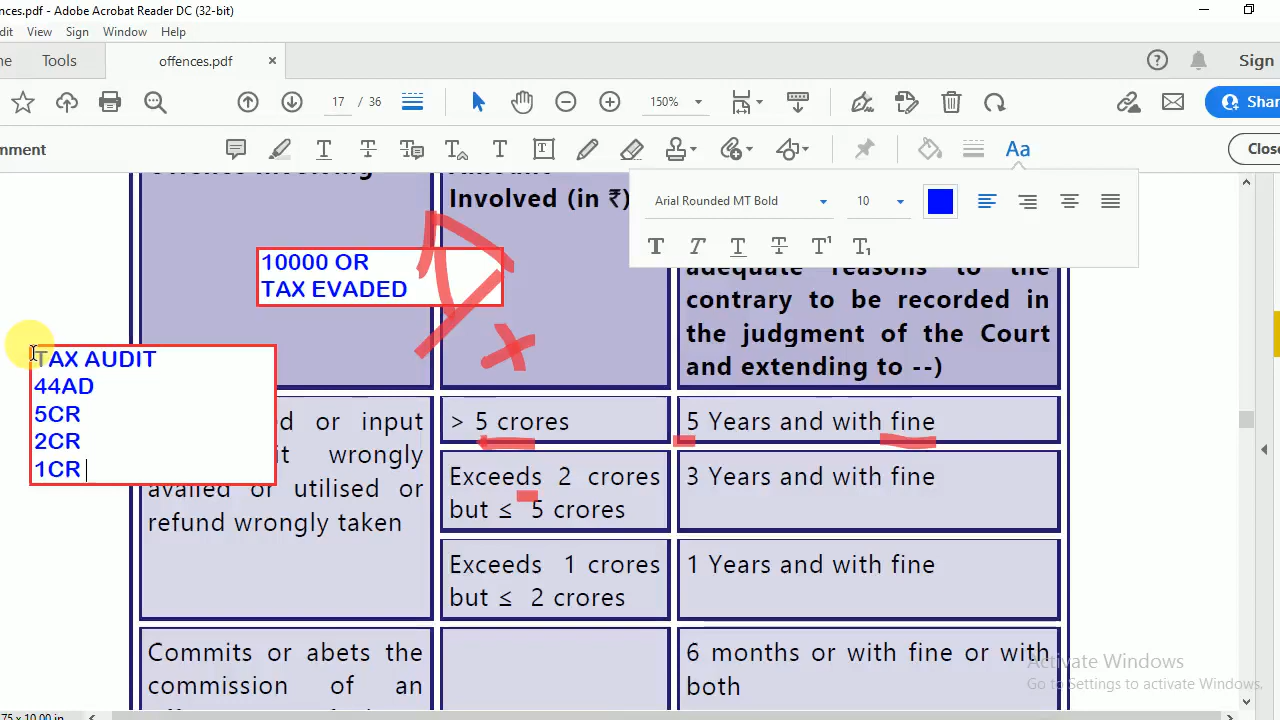 nces.pdf - Adobe Acrobat Reader DC (32-bit)
dit View Sign Window Help
ne Tools offences.pdf × Sign
17 / 36 150% Shar
mment Close
Arial Rounded MT Bold 10
Involved (in ₹)
10000 OR
TAX EVADED
adequate reasons to the
contrary to be recorded in
the judgment of the Court
and extending to --)
TAX AUDIT
44AD
5CR
2CR
1CR
d or input
it wrongly
availed or utilised or
refund wrongly taken
> 5 crores
5 Years and with fine
Exceeds 2 crores
but ≤ 5 crores
3 Years and with fine
Exceeds 1 crores
but ≤ 2 crores
1 Years and with fine
Commits or abets the
commission of an
6 months or with fine or with
both
Activate Windows
Go to Settings to activate Windows.
75 x 10.00 in